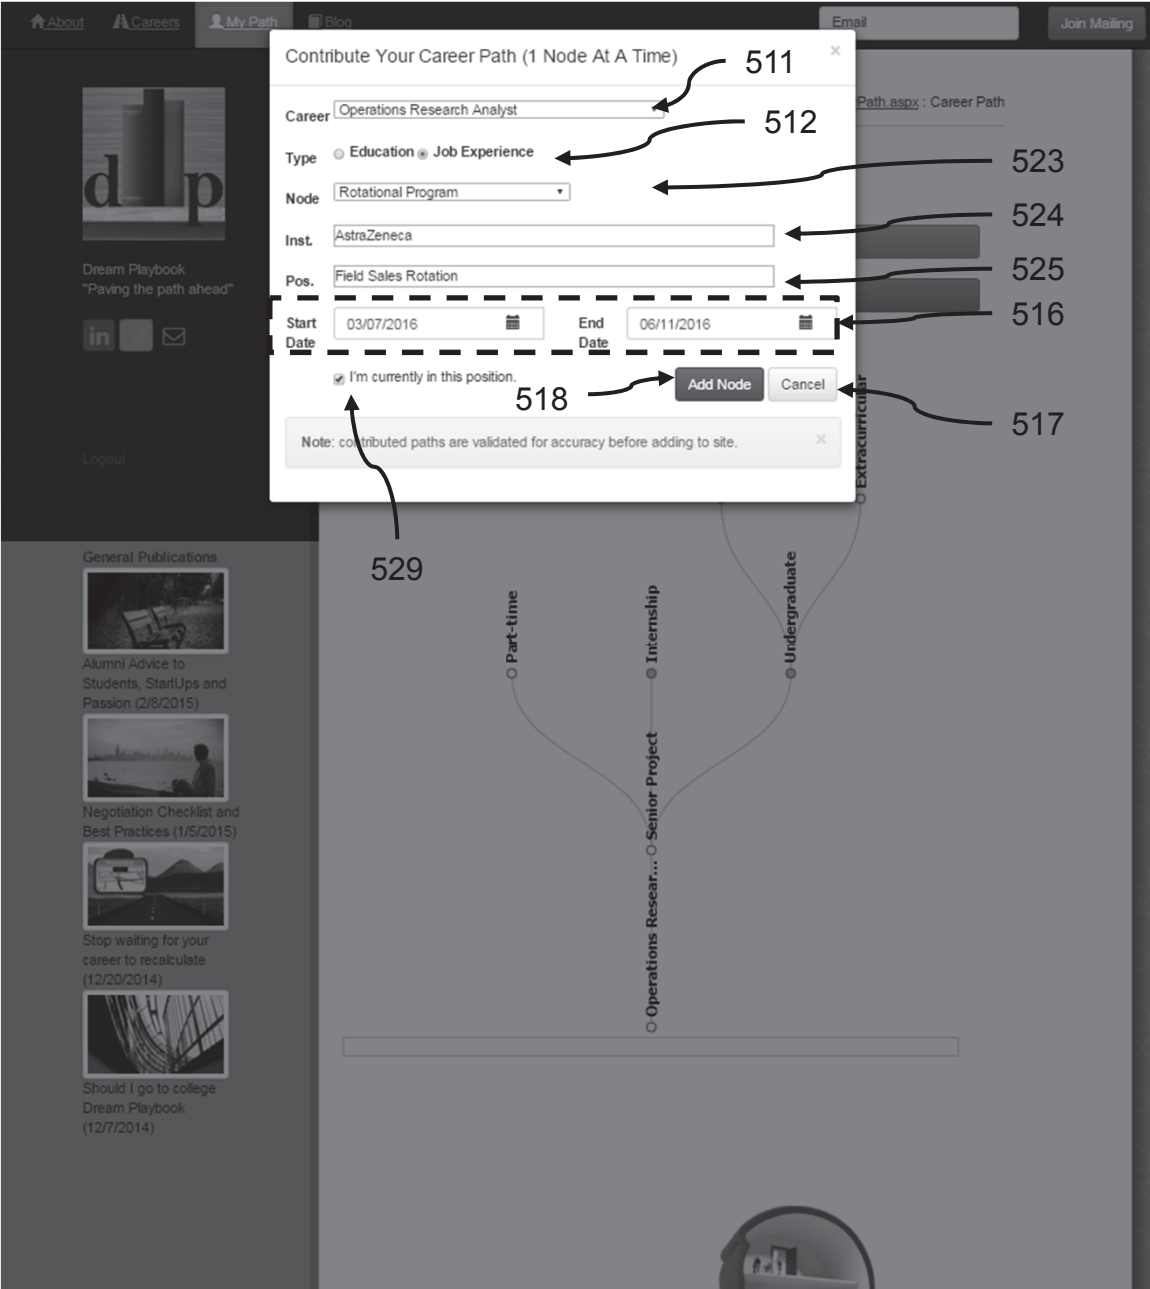 About Careers My Path Blog Email Join Mailing
Contribute Your Career Path (1 Node At A Time) ×
511
Career Operations Research Analyst
Path.aspx : Career Path
512
Type Education Job Experience
523
Node Rotational Program
524
Inst. AstraZeneca
525
Pos. Field Sales Rotation
516
Start Date 03/07/2016 End Date 06/11/2016
I'm currently in this position.
518
Add Node Cancel
517
Note: contributed paths are validated for accuracy before adding to site. ×
529
dp
Dream Playbook
"Paving the path ahead"
in
Logout
General Publications
Alumni Advice to
Students, StartUps and
Passion (2/8/2015)
Negotiation Checklist and
Best Practices (1/5/2015)
Stop waiting for your
career to recalculate
(12/20/2014)
Should I go to college
Dream Playbook
(12/7/2014)
Extracurricular
Part-time
Internship
Undergraduate
Senior Project
Operations Resear...